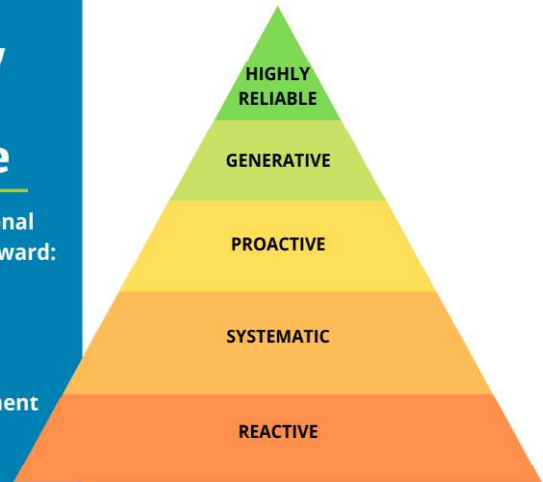 HIGHLY
RELIABLE
GENERATIVE
PROACTIVE
SYSTEMATIC
REACTIVE